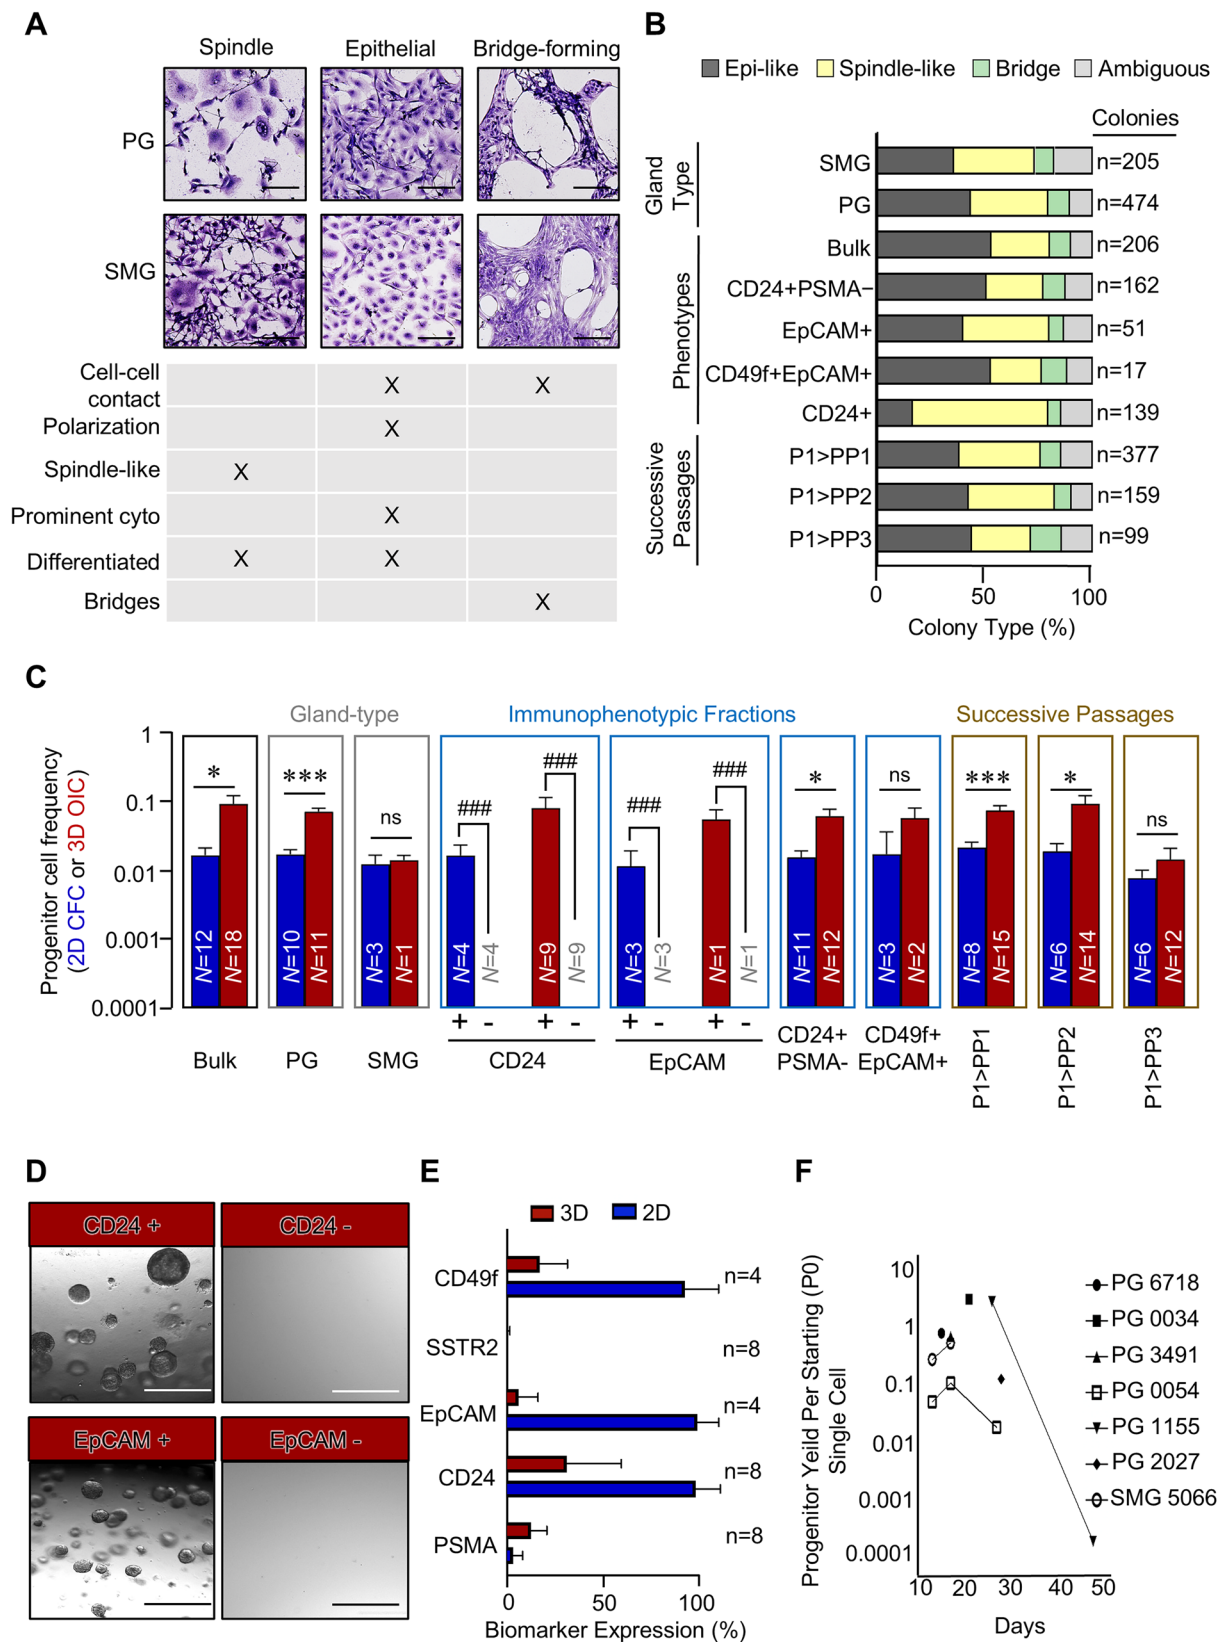 A
Spindle Epithelial Bridge-forming
PG
SMG
Cell-cell
contact X X
Polarization X
Spindle-like X
Prominent cyto X
Differentiated X X
Bridges X
B
Epi-like Spindle-like Bridge Ambiguous
Colonies
Gland
Type
SMG n=205
PG n=474
Phenotypes
Bulk n=206
CD24+PSMA− n=162
EpCAM+ n=51
CD49f+EpCAM+ n=17
CD24+ n=139
Successive
Passages
P1>PP1 n=377
P1>PP2 n=159
P1>PP3 n=99
0 50 100
Colony Type (%)
C
Gland-type Immunophenotypic Fractions Successive Passages
Progenitor cell frequency
(2D CFC or 3D OIC)
1
0.1
0.01
0.001
0.0001
* *** ns ### ### ### ### * ns *** * ns
N=12 N=18 N=10 N=11 N=3 N=1 N=4 N=4 N=9 N=9 N=3 N=3 N=1 N=1 N=11 N=12 N=3 N=2 N=8 N=15 N=6 N=14 N=6 N=12
+ - + - + - + -
Bulk PG SMG CD24 EpCAM
CD24+
PSMA-
CD49f+
EpCAM+
P1>PP1
P1>PP2
P1>PP3
D
CD24 + CD24 -
EpCAM + EpCAM -
E
3D 2D
CD49f n=4
SSTR2 n=8
EpCAM n=4
CD24 n=8
PSMA n=8
0 50 100
Biomarker Expression (%)
F
Progenitor Yeild Per Starting (P0)
Single Cell
10
1
0.1
0.01
0.001
0.0001
10 20 30 40 50
Days
PG 6718
PG 0034
PG 3491
PG 0054
PG 1155
PG 2027
SMG 5066